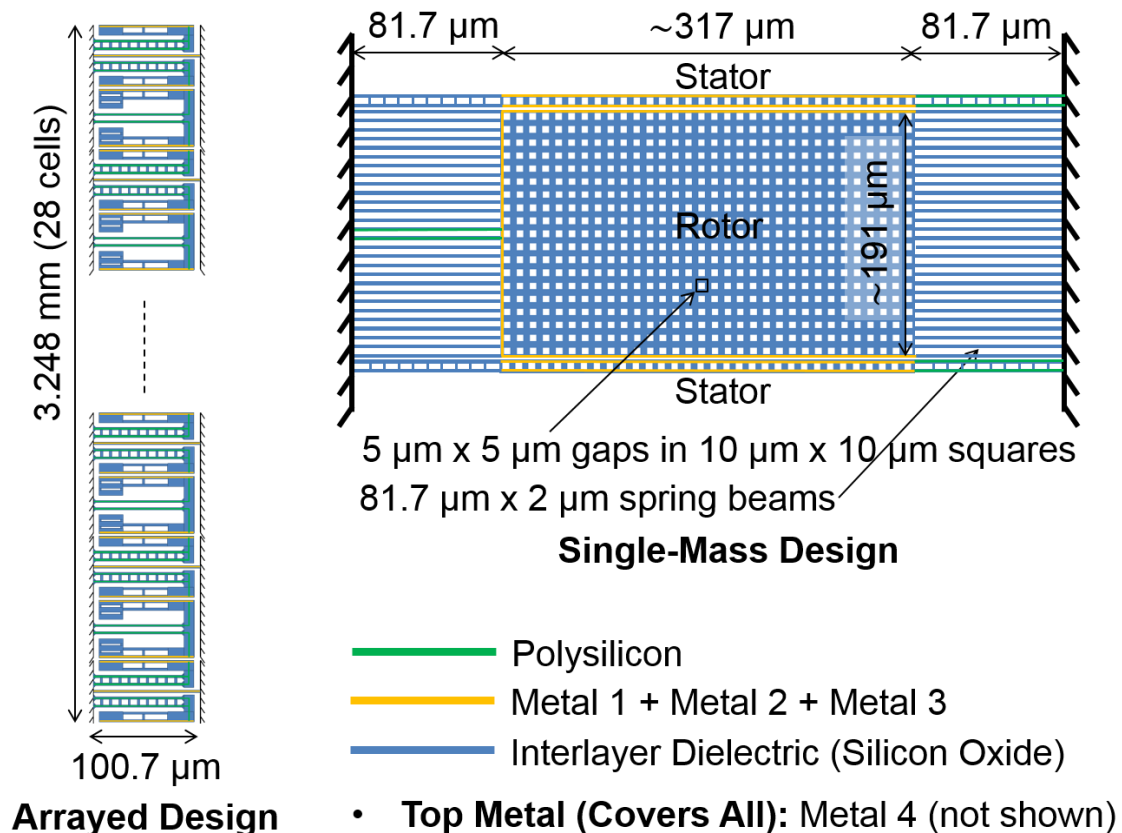 81.7 µm
~317 µm
81.7 µm
Stator
3.248 mm (28 cells)
Rotor
~191 µm
Stator
5 µm x 5 µm gaps in 10 µm x 10 µm squares
81.7 µm x 2 µm spring beams
Single-Mass Design
Polysilicon
Metal 1 + Metal 2 + Metal 3
Interlayer Dielectric (Silicon Oxide)
100.7 µm
Arrayed Design
• Top Metal (Covers All): Metal 4 (not shown)